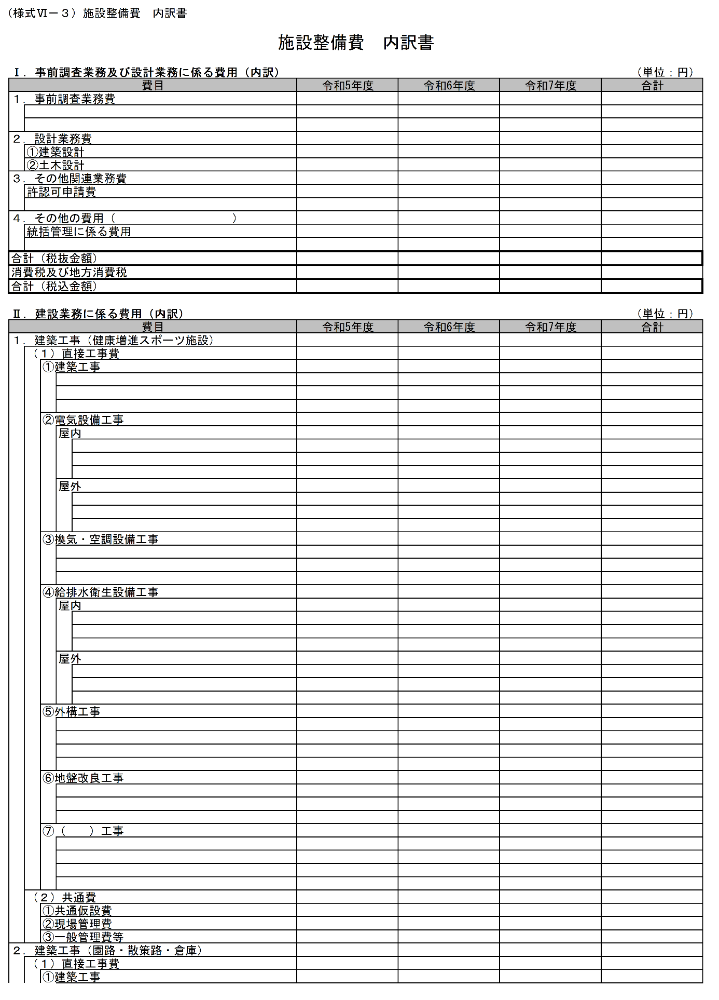 （様式Ⅵ－３）施設整備費　内訳書
施設整備費　内訳書
Ⅰ．事前調査業務及び設計業務に係る費用（内訳）　（単位：円）
費目　令和5年度　令和6年度　令和7年度　合計
１．事前調査業務費
２．設計業務費
①建築設計
②土木設計
３．その他関連業務費
許認可申請費
４．その他の費用（　　　　　　　　　　）
統括管理に係る費用
合計（税抜金額）
消費税及び地方消費税
合計（税込金額）
Ⅱ．建設業務に係る費用（内訳）　（単位：円）
費目　令和5年度　令和6年度　令和7年度　合計
１．建築工事（健康増進スポーツ施設）
（１）直接工事費
①建築工事
②電気設備工事
屋内
屋外
③換気・空調設備工事
④給排水衛生設備工事
屋内
屋外
⑤外構工事
⑥地盤改良工事
⑦（　　）工事
（２）共通費
①共通仮設費
②現場管理費
③一般管理費等
２．建築工事（園路・散策路・倉庫）
（１）直接工事費
①建築工事